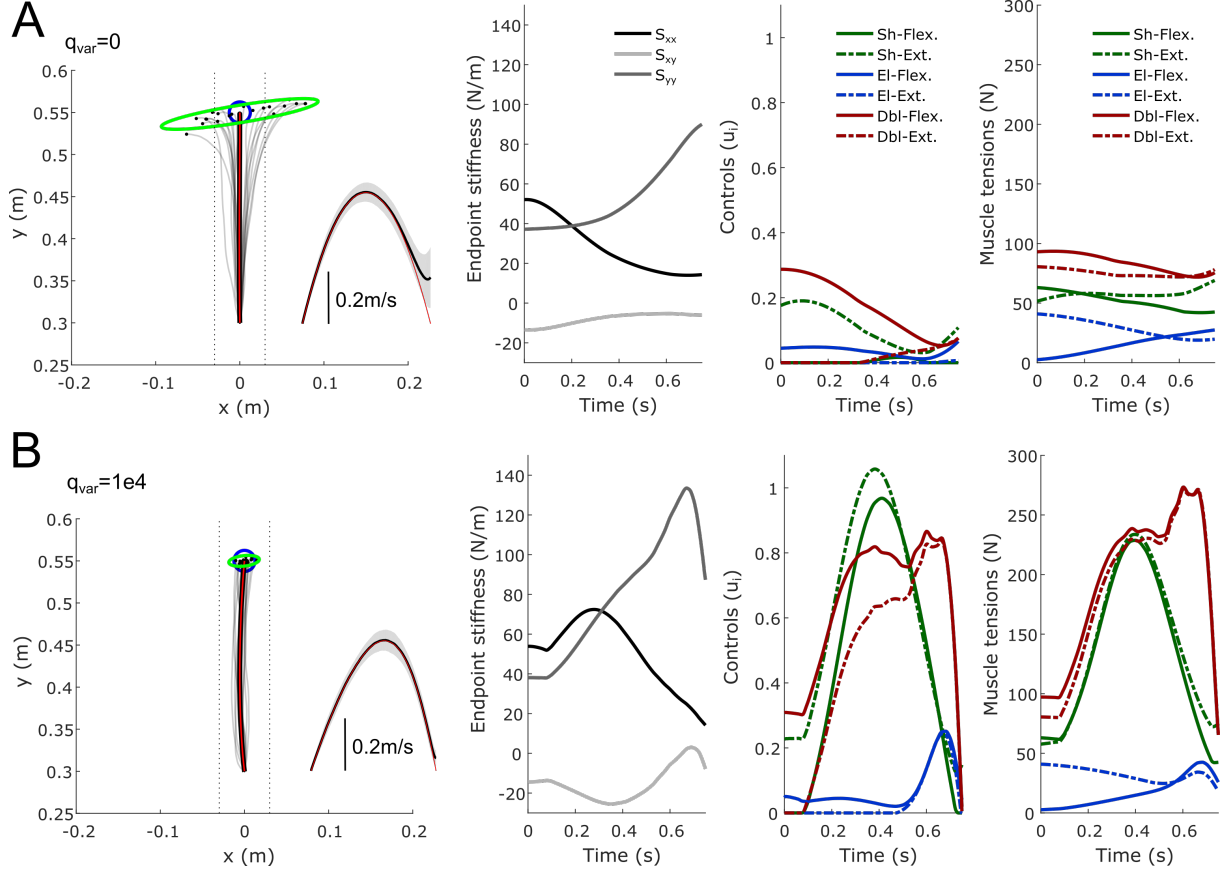 A
q_var=0
y (m)
0.6
0.55
0.5
0.45
0.4
0.35
0.3
0.25
0.2m/s
-0.2
-0.1
0
0.1
0.2
x (m)
Endpoint stiffness (N/m)
140
120
100
80
60
40
20
0
-20
S_xx
S_xy
S_yy
0
0.2
0.4
0.6
Time (s)
Controls (u_i)
1
0.8
0.6
0.4
0.2
0
Sh-Flex.
Sh-Ext.
El-Flex.
El-Ext.
Dbl-Flex.
Dbl-Ext.
0
0.2
0.4
0.6
Time (s)
Muscle tensions (N)
300
250
200
150
100
50
0
Sh-Flex.
Sh-Ext.
El-Flex.
El-Ext.
Dbl-Flex.
Dbl-Ext.
0
0.2
0.4
0.6
Time (s)
B
q_var=1e4
y (m)
0.6
0.55
0.5
0.45
0.4
0.35
0.3
0.25
0.2m/s
-0.2
-0.1
0
0.1
0.2
x (m)
Endpoint stiffness (N/m)
140
120
100
80
60
40
20
0
-20
0
0.2
0.4
0.6
Time (s)
Controls (u_i)
1
0.8
0.6
0.4
0.2
0
0
0.2
0.4
0.6
Time (s)
Muscle tensions (N)
300
250
200
150
100
50
0
0
0.2
0.4
0.6
Time (s)